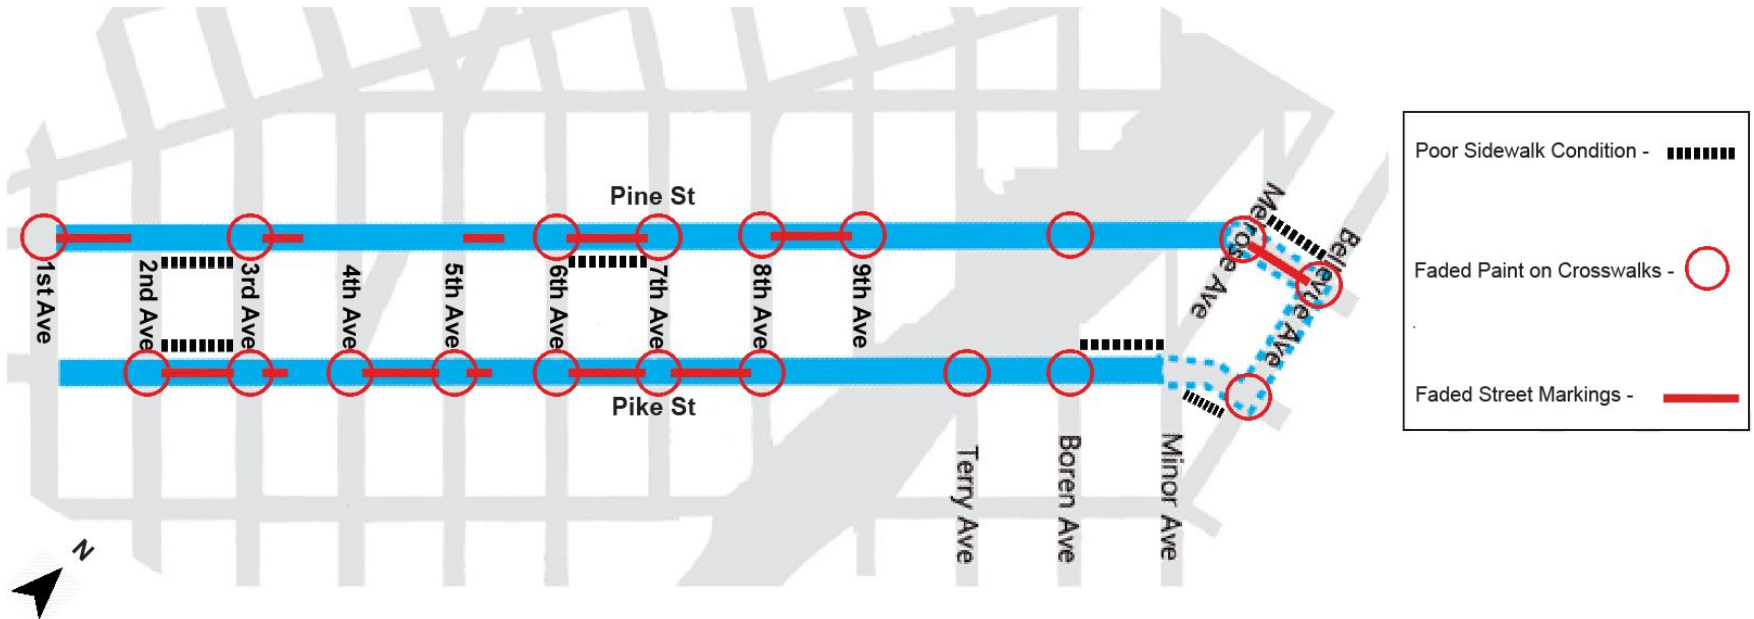 Pine St
1st Ave
2nd Ave
3rd Ave
4th Ave
5th Ave
6th Ave
7th Ave
8th Ave
9th Ave
Melrose Ave
Bellevue Ave
Pike St
Terry Ave
Boren Ave
Minor Ave
N
Poor Sidewalk Condition -
Faded Paint on Crosswalks -
Faded Street Markings -